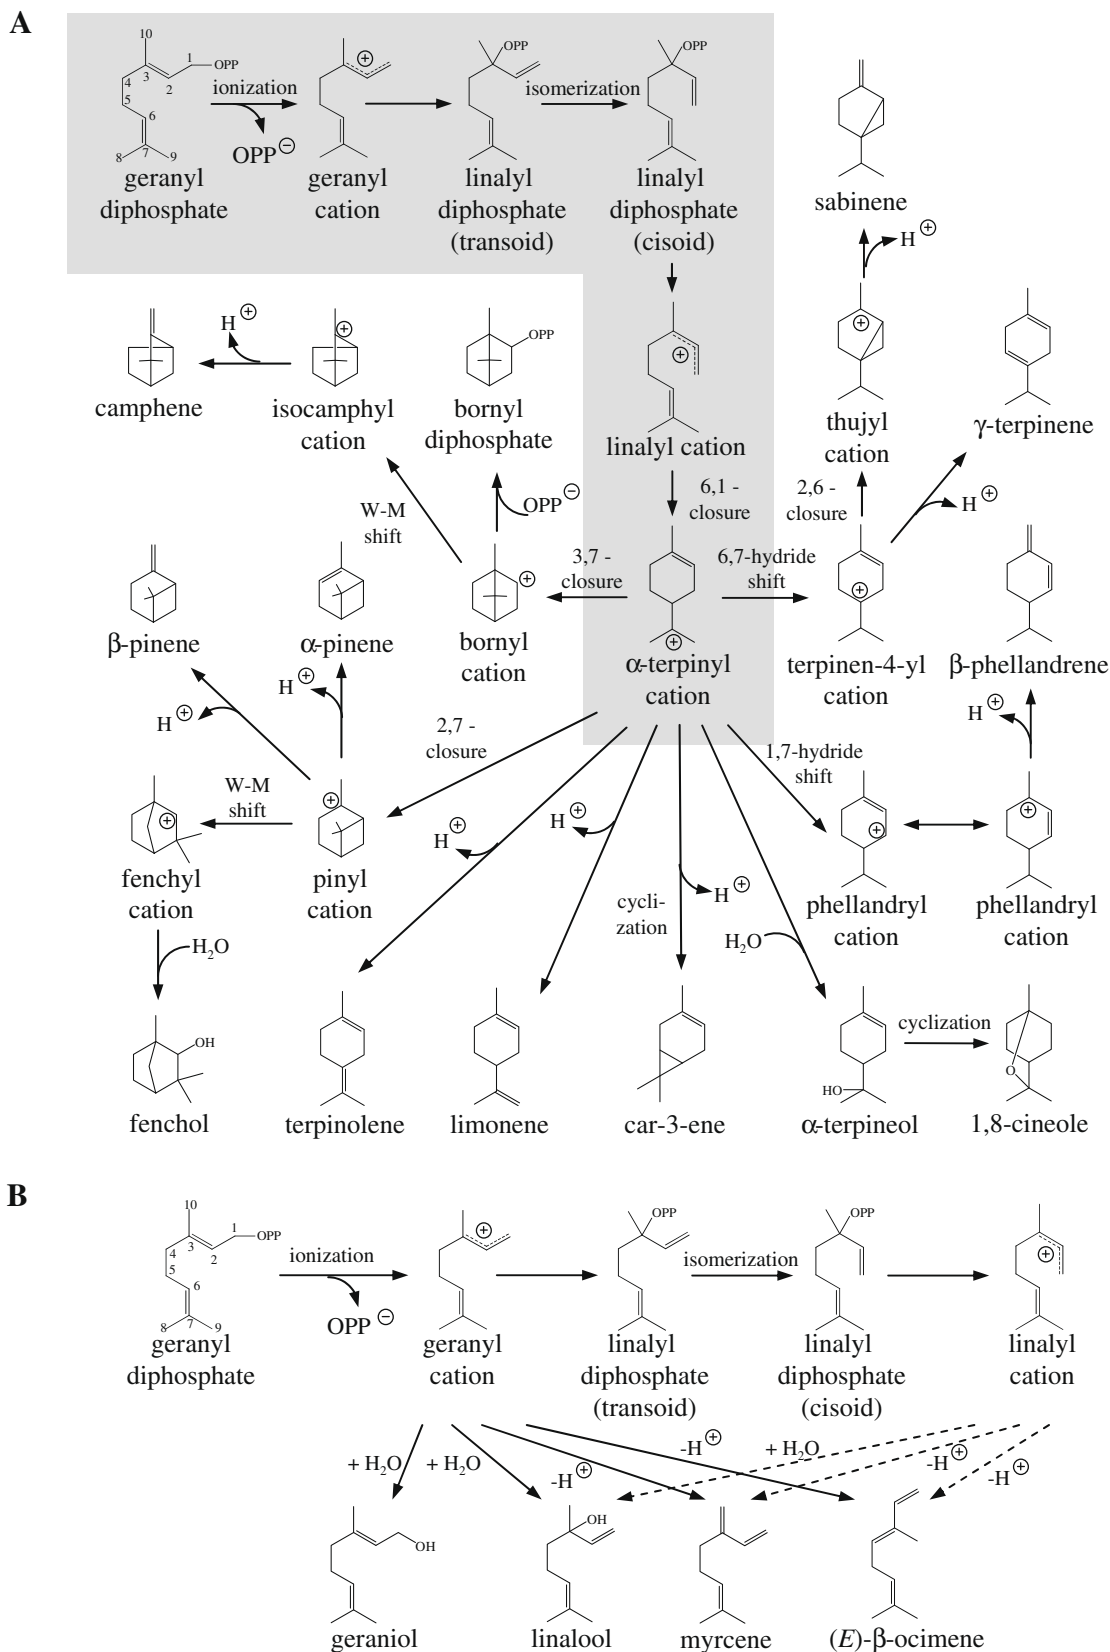 A
10
1
OPP
3
2
4
5
6
7
8
9
ionization
OPP ⊖
geranyl
diphosphate
⊕
geranyl
cation
OPP
linalyl
diphosphate
(transoid)
isomerization
OPP
linalyl
diphosphate
(cisoid)
sabinene
H ⊕
⊕
thujyl
cation
γ-terpinene
H ⊕
camphene
⊕
isocamphyl
cation
OPP
bornyl
diphosphate
⊕
linalyl cation
W-M
shift
OPP ⊖
6,1 -
closure
2,6 -
closure
H ⊕
β-pinene
α-pinene
⊕
bornyl
cation
3,7 -
closure
⊕
α-terpinyl
cation
6,7-hydride
shift
⊕
terpinen-4-yl
cation
β-phellandrene
H ⊕
H ⊕
H ⊕
2,7 -
closure
1,7-hydride
shift
W-M
shift
⊕
fenchyl
cation
⊕
pinyl
cation
H ⊕
H ⊕
⊕
phellandryl
cation
⊕
phellandryl
cation
H₂O
cycli-
zation
H ⊕
H₂O
OH
fenchol
terpinolene
limonene
car-3-ene
HO
α-terpineol
cyclization
O
1,8-cineole
B
10
1
OPP
3
2
4
5
6
7
8
9
geranyl
diphosphate
ionization
OPP ⊖
⊕
geranyl
cation
OPP
linalyl
diphosphate
(transoid)
isomerization
OPP
linalyl
diphosphate
(cisoid)
⊕
linalyl
cation
+ H₂O
+ H₂O
-H ⊕
-H ⊕
+ H₂O
-H ⊕
-H ⊕
OH
geraniol
OH
linalool
myrcene
(E)-β-ocimene